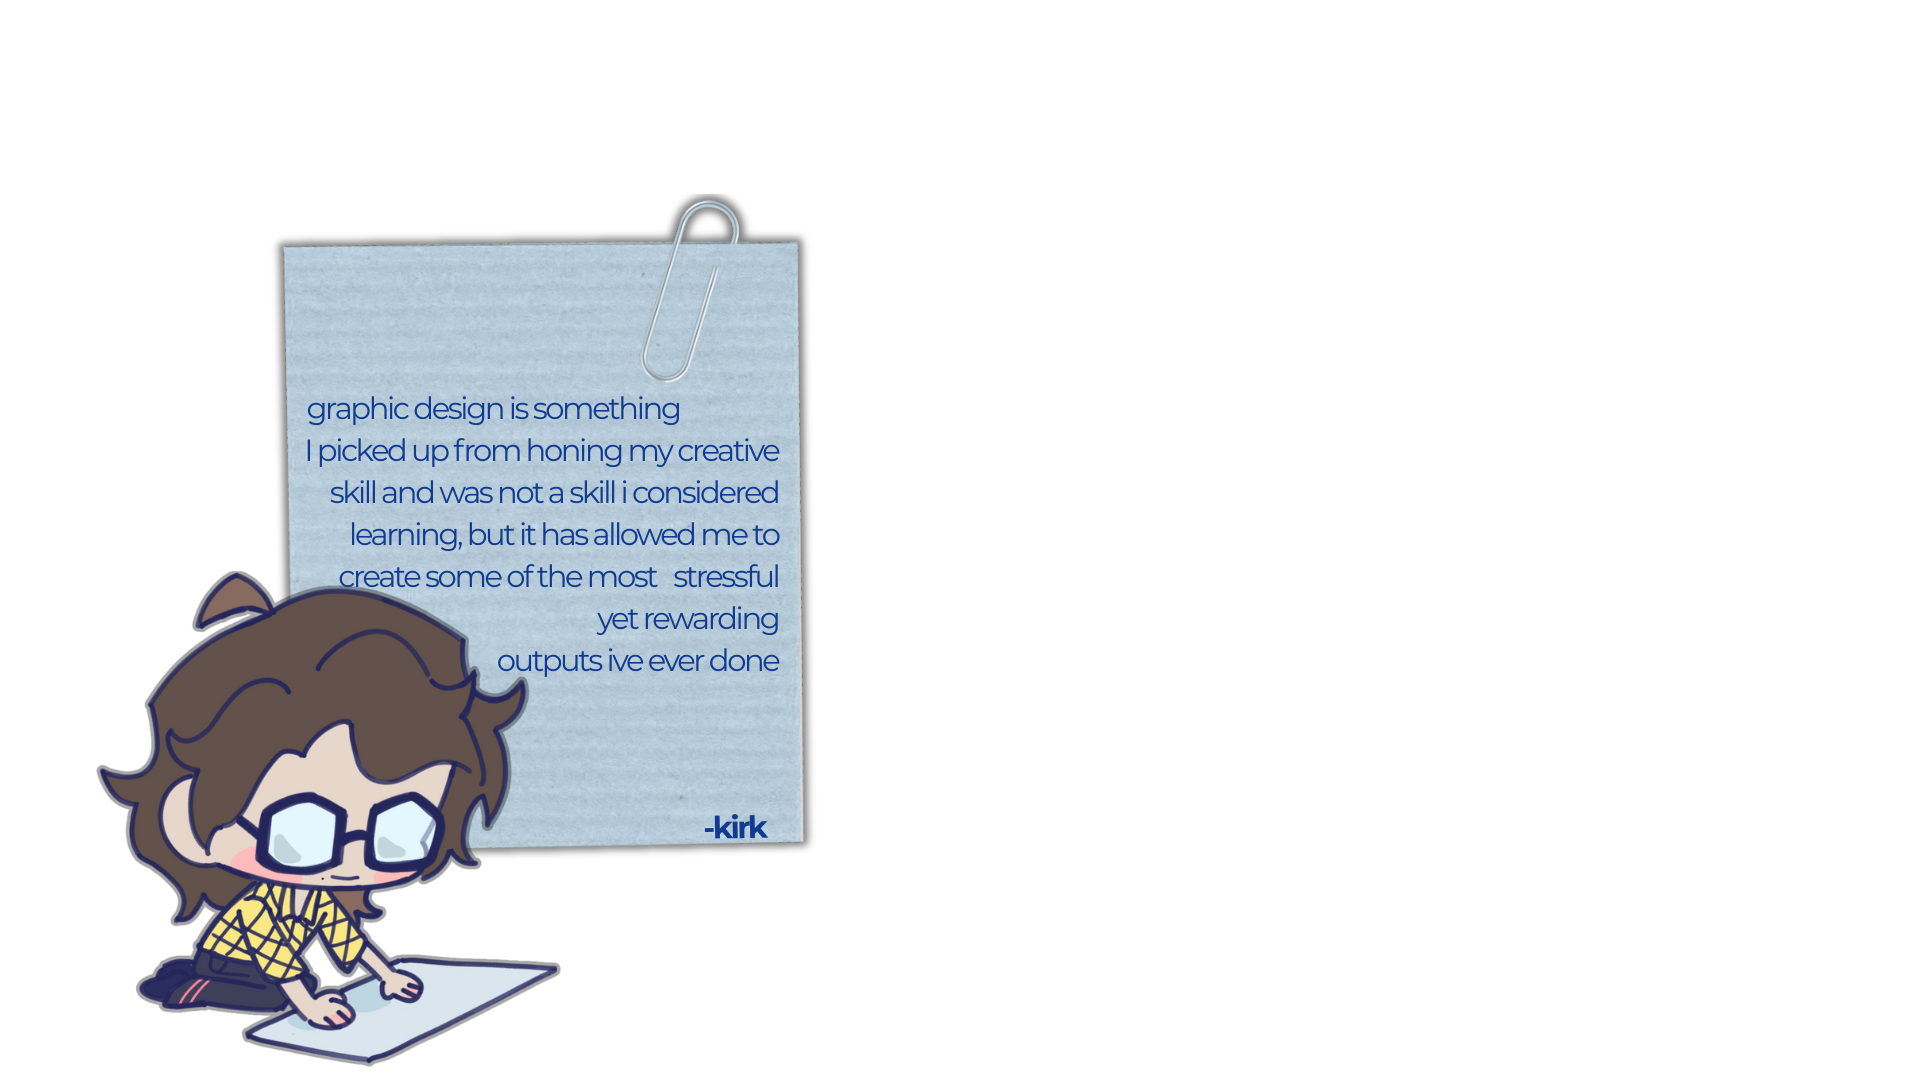 graphic design is something
I picked up from honing my creative
skill and was not a skill i considered
learning, but it has allowed me to
create some of the most stressful
yet rewarding
outputs ive ever done
-kirk